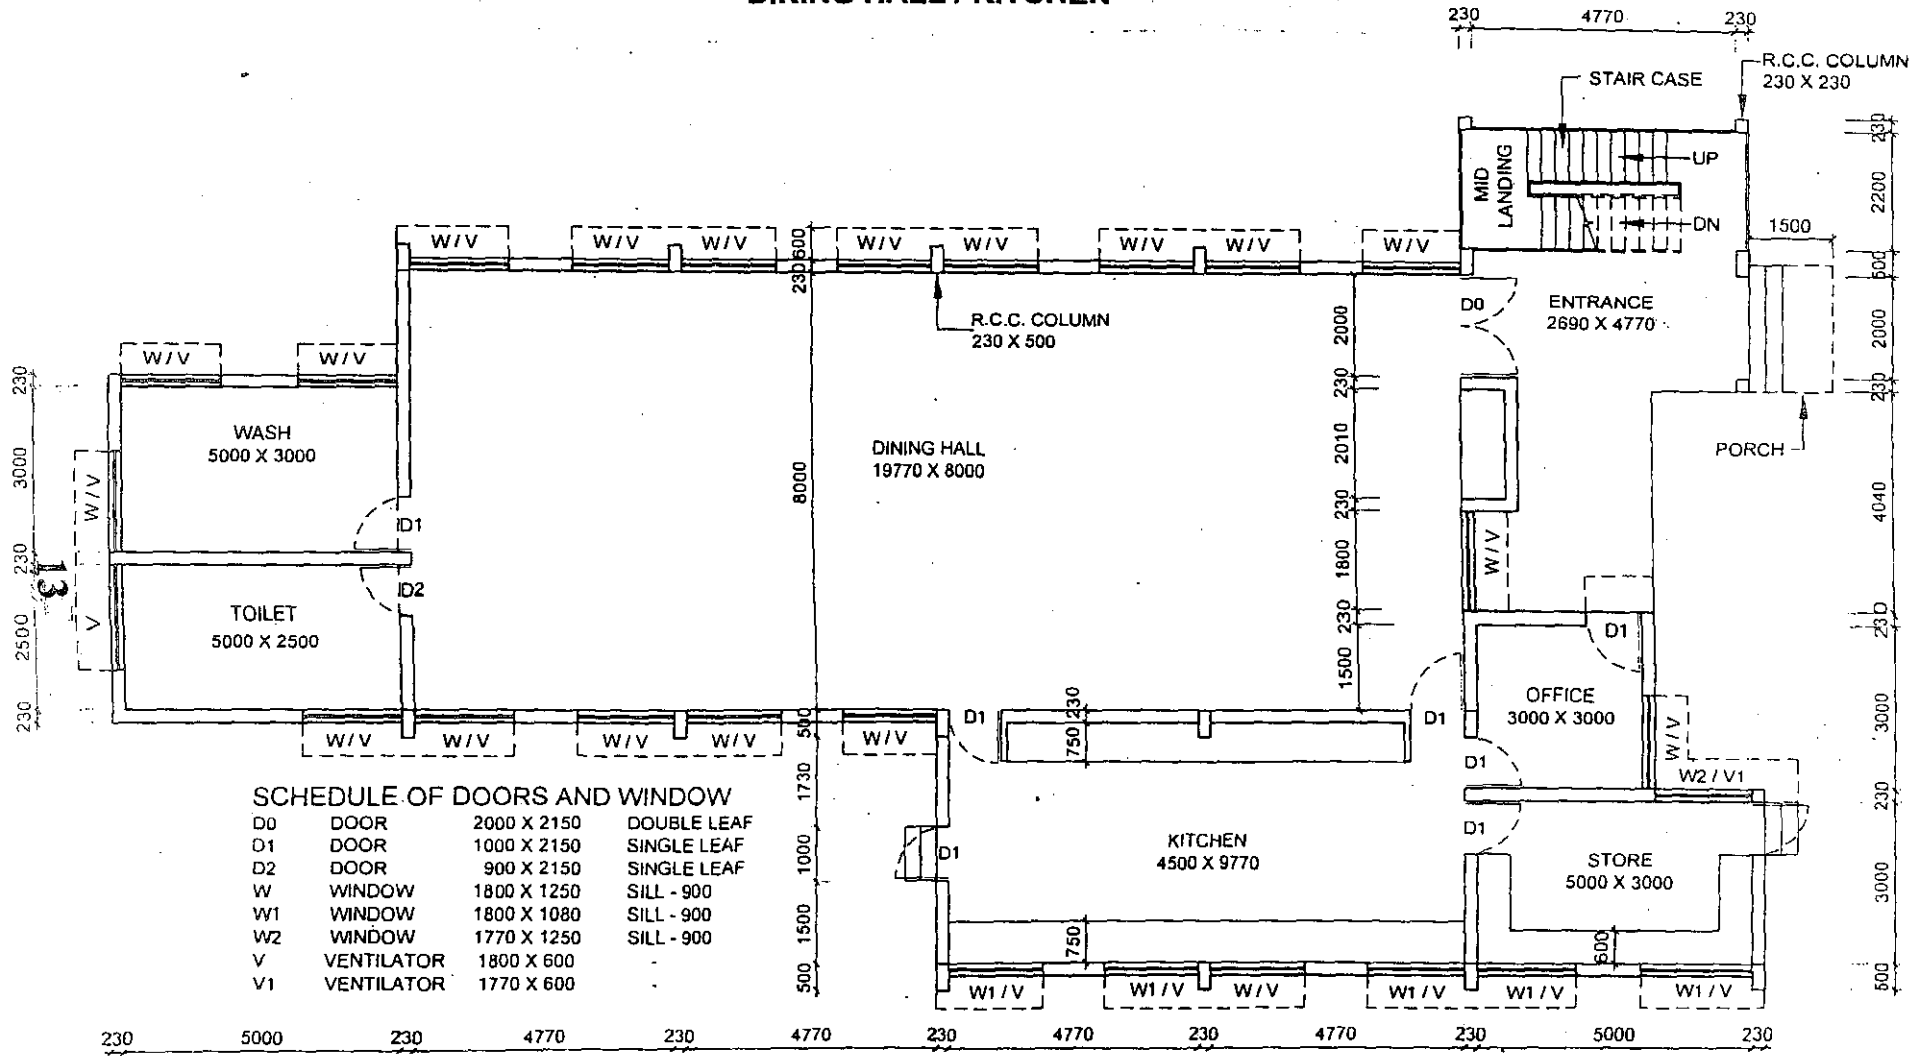 DINING HALL / KITCHEN
230 4770 230
R.C.C. COLUMN
230 X 230
STAIR CASE
UP
MID
LANDING
DN
230
2200
1500
500
2000
230
4040
230
3000
230
3000
500
W / V W / V W / V W / V W / V W / V W / V W / V
600
230
R.C.C. COLUMN
230 X 500
D0
ENTRANCE
2690 X 4770
2000
230
2010
230
1800
230
1500
PORCH
W / V W / V
230
3000
230
2500
230
WASH
5000 X 3000
W / V
D1
D2
13
V
TOILET
5000 X 2500
DINING HALL
19770 X 8000
8000
W / V
D1
OFFICE
3000 X 3000
W / V
W2 / V1
W / V W / V W / V W / V W / V
D1
230
750
D1
D1
D1
500
1730
1000
1500
500
D1
KITCHEN
4500 X 9770
STORE
5000 X 3000
750
600
W1 / V W1 / V W / V W1 / V W1 / V W1 / V
SCHEDULE OF DOORS AND WINDOW
D0 DOOR 2000 X 2150 DOUBLE LEAF
D1 DOOR 1000 X 2150 SINGLE LEAF
D2 DOOR 900 X 2150 SINGLE LEAF
W WINDOW 1800 X 1250 SILL - 900
W1 WINDOW 1800 X 1080 SILL - 900
W2 WINDOW 1770 X 1250 SILL - 900
V VENTILATOR 1800 X 600 -
V1 VENTILATOR 1770 X 600 -
230 5000 230 4770 230 4770 230 4770 230 4770 230 5000 230